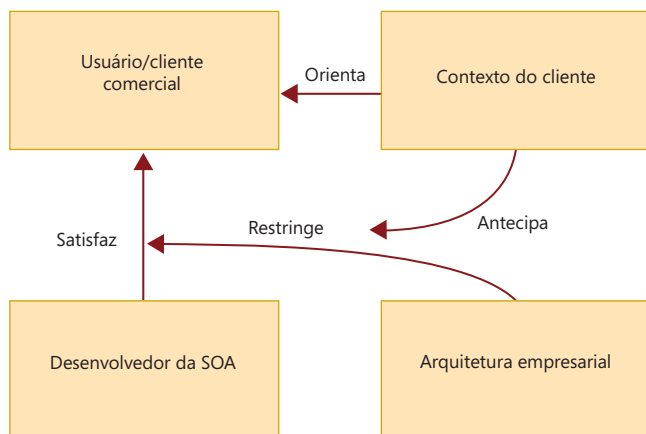 Usuário/cliente
comercial
Orienta
Contexto do cliente
Satisfaz
Restringe
Antecipa
Desenvolvedor da SOA
Arquitetura empresarial